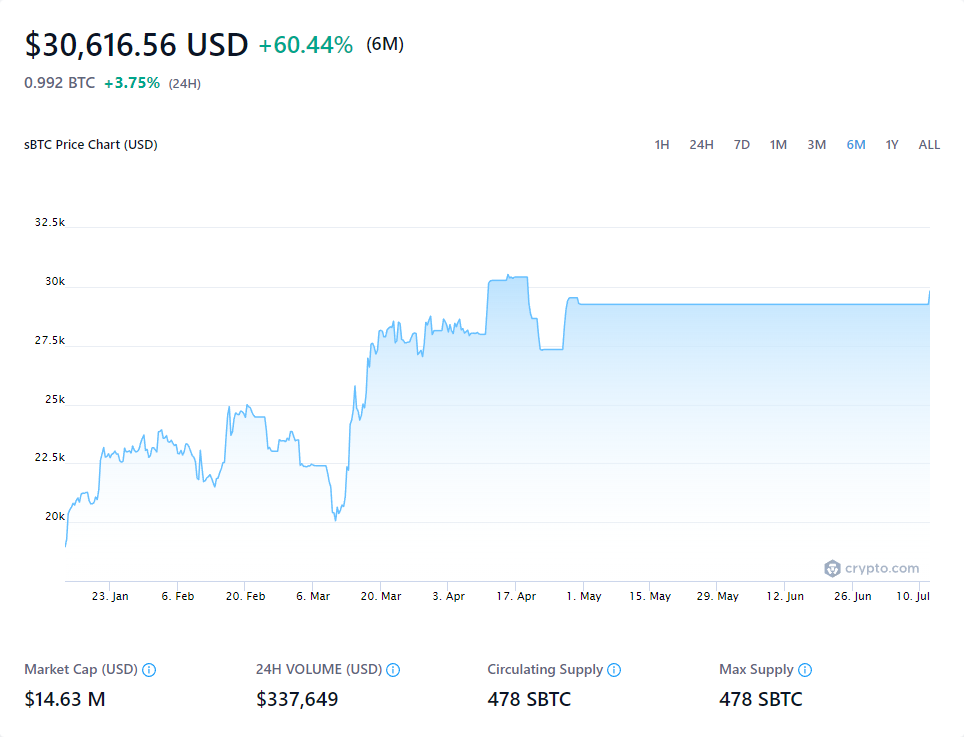 $30,616.56 USD +60.44% (6M)
0.992 BTC +3.75% (24H)
sBTC Price Chart (USD) 1H 24H 7D 1M 3M 6M 1Y ALL
32.5k
30k
27.5k
25k
22.5k
20k
crypto.com
23. Jan 6. Feb 20. Feb 6. Mar 20. Mar 3. Apr 17. Apr 1. May 15. May 29. May 12. Jun 26. Jun 10. Jul
Market Cap (USD) 24H VOLUME (USD) Circulating Supply Max Supply
$14.63 M $337,649 478 SBTC 478 SBTC